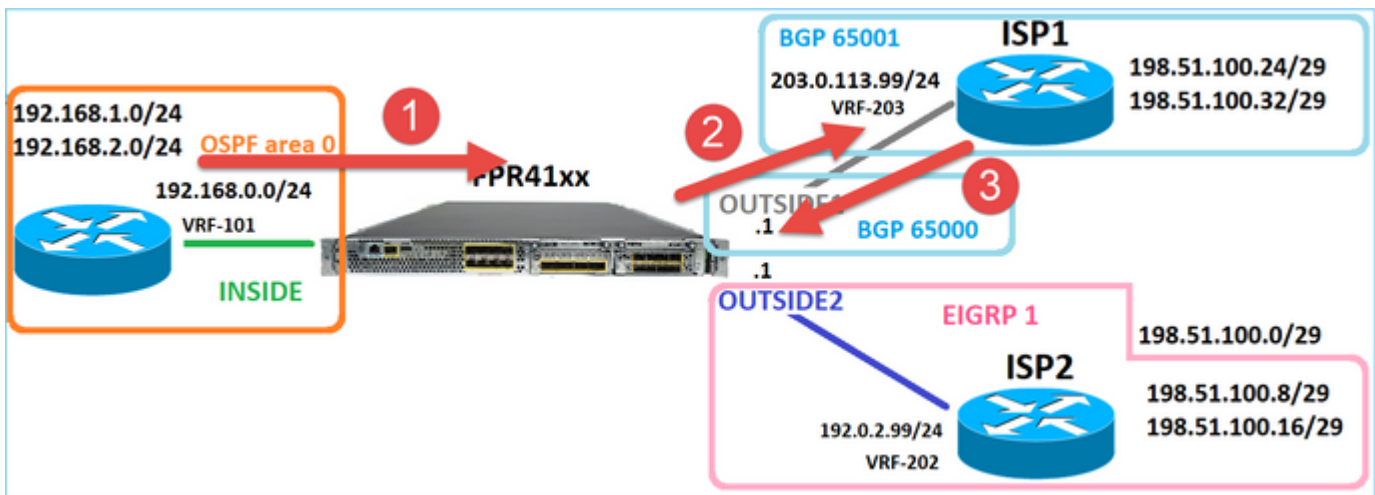 BGP 65001
ISP1
203.0.113.99/24
VRF-203
198.51.100.24/29
198.51.100.32/29
192.168.1.0/24
192.168.2.0/24
OSPF area 0
1
192.168.0.0/24
VRF-101
INSIDE
FPR41xx
2
3
OUTSIDE1
.1
BGP 65000
.1
OUTSIDE2
EIGRP 1
198.51.100.0/29
ISP2
198.51.100.8/29
198.51.100.16/29
192.0.2.99/24
VRF-202